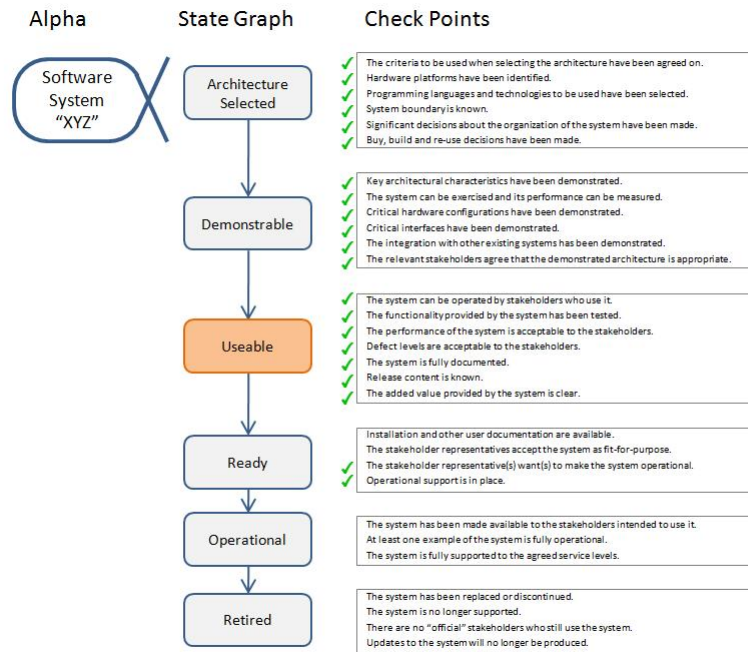 Alpha
State Graph
Check Points
Software
System
“XYZ”
Architecture
Selected
The criteria to be used when selecting the architecture have been agreed on.
Hardware platforms have been identified.
Programming languages and technologies to be used have been selected.
System boundary is known.
Significant decisions about the organization of the system have been made.
Buy, build and re-use decisions have been made.
Demonstrable
Key architectural characteristics have been demonstrated.
The system can be exercised and its performance can be measured.
Critical hardware configurations have been demonstrated.
Critical interfaces have been demonstrated.
The integration with other existing systems has been demonstrated.
The relevant stakeholders agree that the demonstrated architecture is appropriate.
Useable
The system can be operated by stakeholders who use it.
The functionality provided by the system has been tested.
The performance of the system is acceptable to the stakeholders.
Defect levels are acceptable to the stakeholders.
The system is fully documented.
Release content is known.
The added value provided by the system is clear.
Ready
Installation and other user documentation are available.
The stakeholder representatives accept the system as fit-for-purpose.
The stakeholder representative(s) want(s) to make the system operational.
Operational support is in place.
Operational
The system has been made available to the stakeholders intended to use it.
At least one example of the system is fully operational.
The system is fully supported to the agreed service levels.
Retired
The system has been replaced or discontinued.
The system is no longer supported.
There are no “official” stakeholders who still use the system.
Updates to the system will no longer be produced.